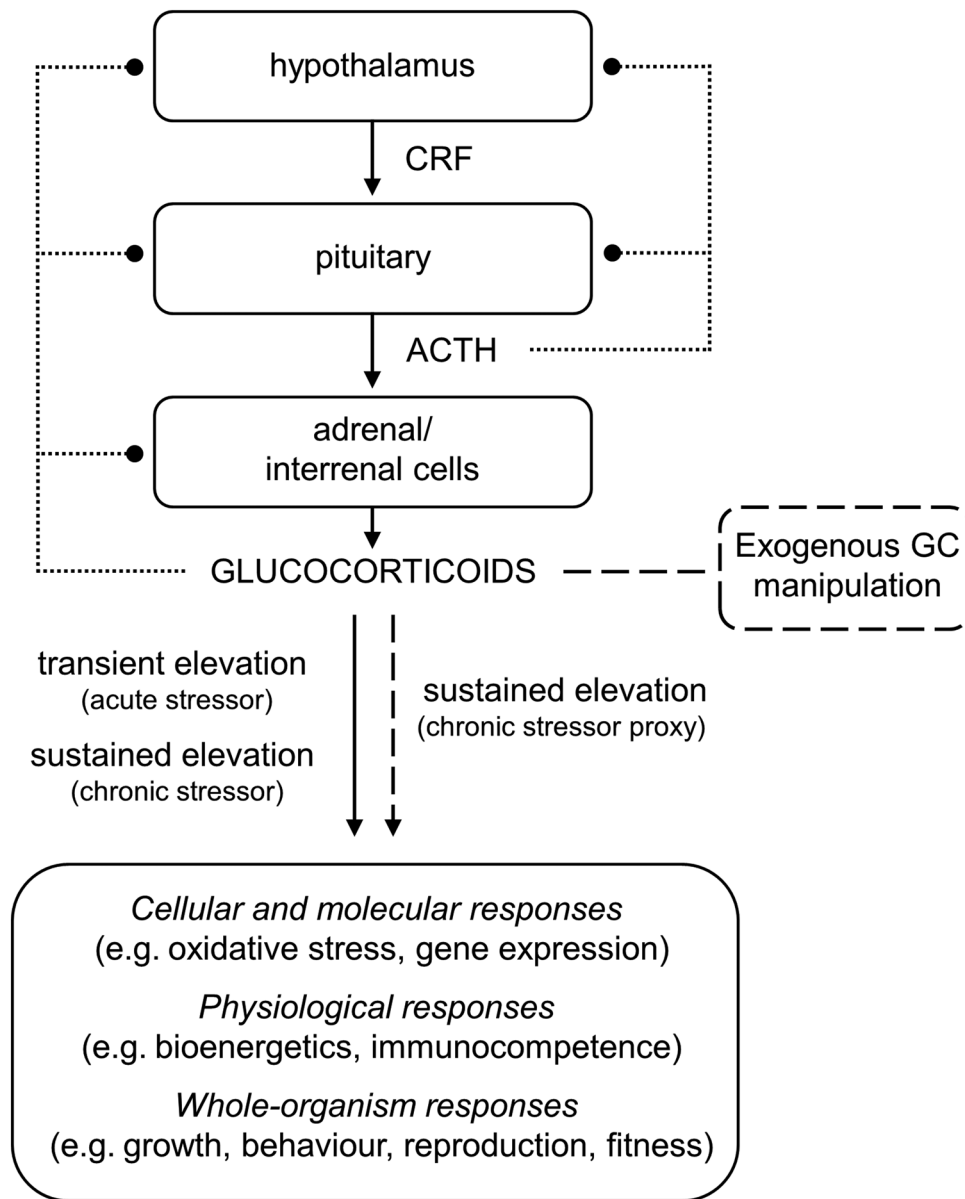 hypothalamus
CRF
pituitary
ACTH
adrenal/
interrenal cells
GLUCOCORTICOIDS
Exogenous GC
manipulation
transient elevation
(acute stressor)
sustained elevation
(chronic stressor)
sustained elevation
(chronic stressor proxy)
Cellular and molecular responses
(e.g. oxidative stress, gene expression)
Physiological responses
(e.g. bioenergetics, immunocompetence)
Whole-organism responses
(e.g. growth, behaviour, reproduction, fitness)